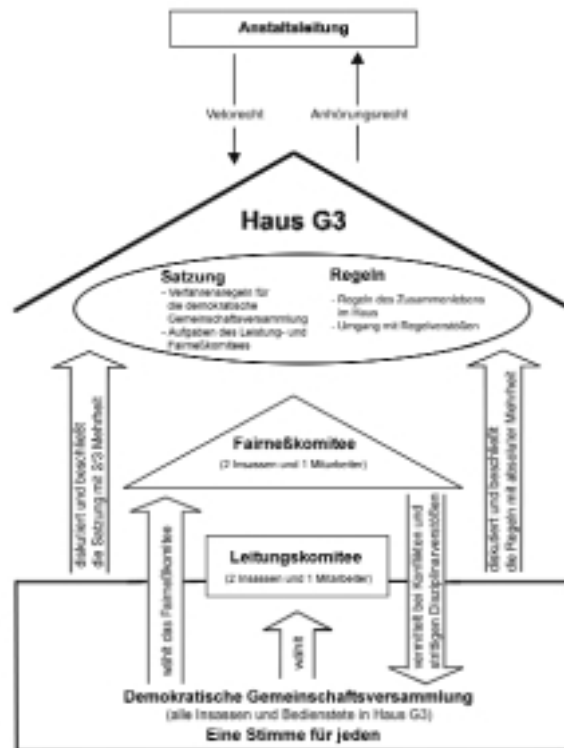 Anstaltsleitung
Vetorecht
Anhörungsrecht
Haus G3
Satzung
- Verfahrensregeln für
die demokratische
Gemeinschaftsversammlung
- Aufgaben des Leistung- und
Fairneßkomitees
Regeln
- Regeln des Zusammenlebens
im Haus
- Umgang mit Regelverstößen
diskutiert und beschließt
die Satzung mit 2/3 Mehrheit
diskutiert und beschließt
die Regeln mit absoluter Mehrheit
Fairneßkomitee
(2 Insassen und 1 Mitarbeiter)
wählt das Fairneßkomitee
Leitungskomitee
(2 Insassen und 1 Mitarbeiter)
vermittelt bei Konflikten und
strittigen Disziplinarverstößen
wählt
Demokratische Gemeinschaftsversammlung
(alle Insassen und Bedienstete in Haus G3)
Eine Stimme für jeden